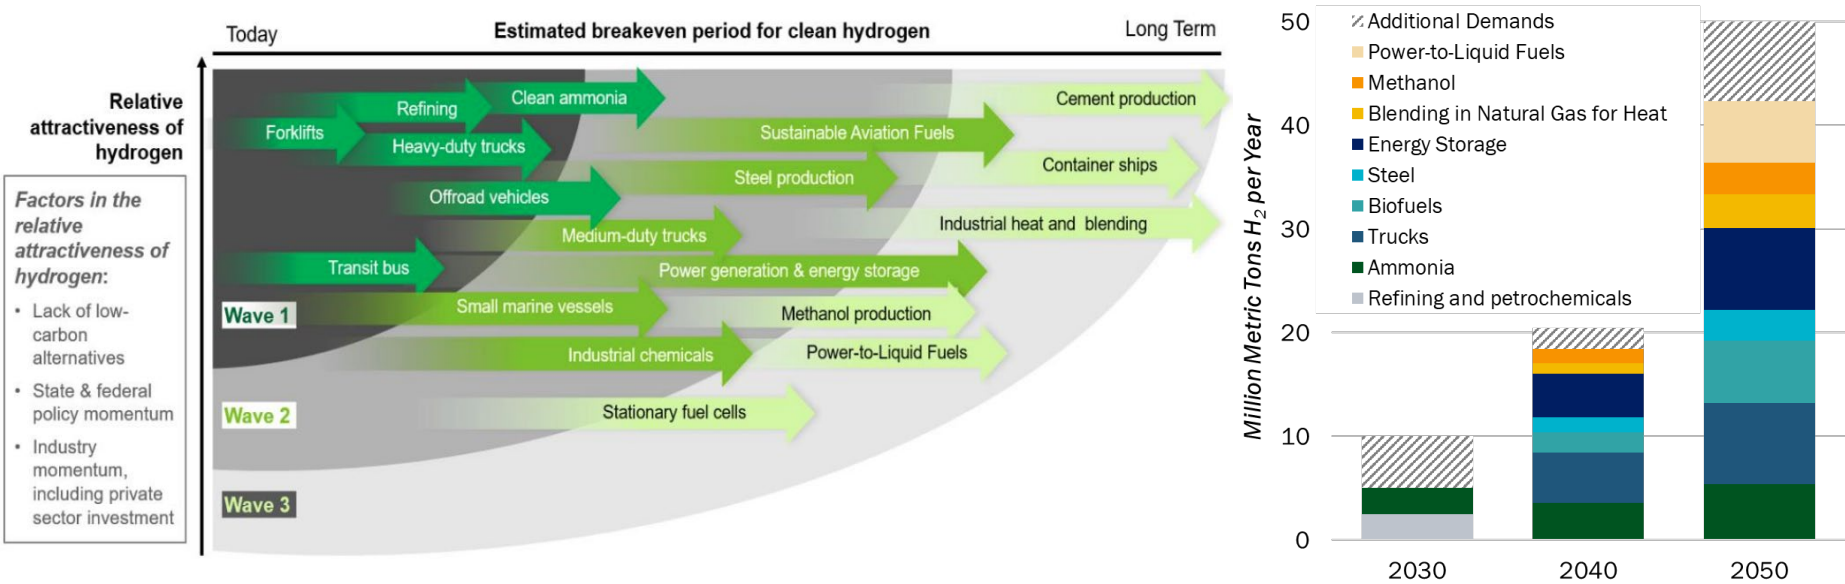 Today
Estimated breakeven period for clean hydrogen
Long Term
Relative
attractiveness of
hydrogen
Factors in the
relative
attractiveness of
hydrogen:
• Lack of low-
carbon
alternatives
• State & federal
policy momentum
• Industry
momentum,
including private
sector investment
Clean ammonia
Cement production
Refining
Forklifts
Sustainable Aviation Fuels
Heavy-duty trucks
Container ships
Steel production
Offroad vehicles
Industrial heat and blending
Medium-duty trucks
Transit bus
Power generation & energy storage
Small marine vessels
Methanol production
Wave 1
Industrial chemicals
Power-to-Liquid Fuels
Stationary fuel cells
Wave 2
Wave 3
Million Metric Tons H₂ per Year
50
40
30
20
10
0
Additional Demands
Power-to-Liquid Fuels
Methanol
Blending in Natural Gas for Heat
Energy Storage
Steel
Biofuels
Trucks
Ammonia
Refining and petrochemicals
2030
2040
2050